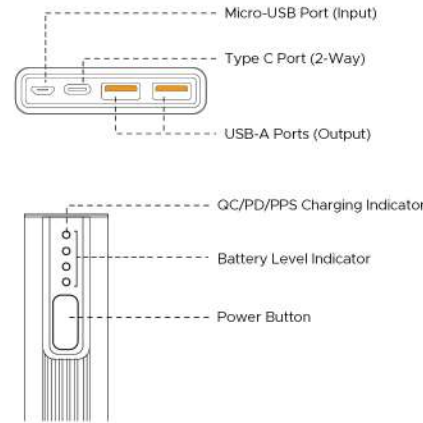 Micro-USB Port (Input)
Type C Port (2-Way)
USB-A Ports (Output)
QC/PD/PPS Charging Indicator
Battery Level Indicator
Power Button